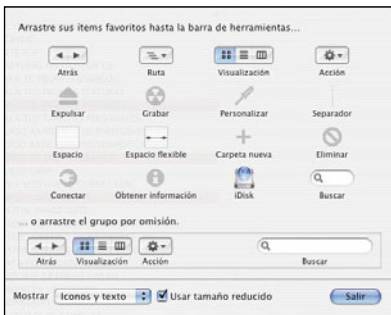 Arrastre sus items favoritos hasta la barra de herramientas...
Atrás Ruta Visualización Acción
Expulsar Grabar Personalizar Separador
Espacio Espacio flexible Carpeta nueva Eliminar
Conectar Obtener información iDisk Buscar
... o arrastre el grupo por omisión.
Atrás Visualización Acción Buscar
Mostrar Iconos y texto Usar tamaño reducido Salir